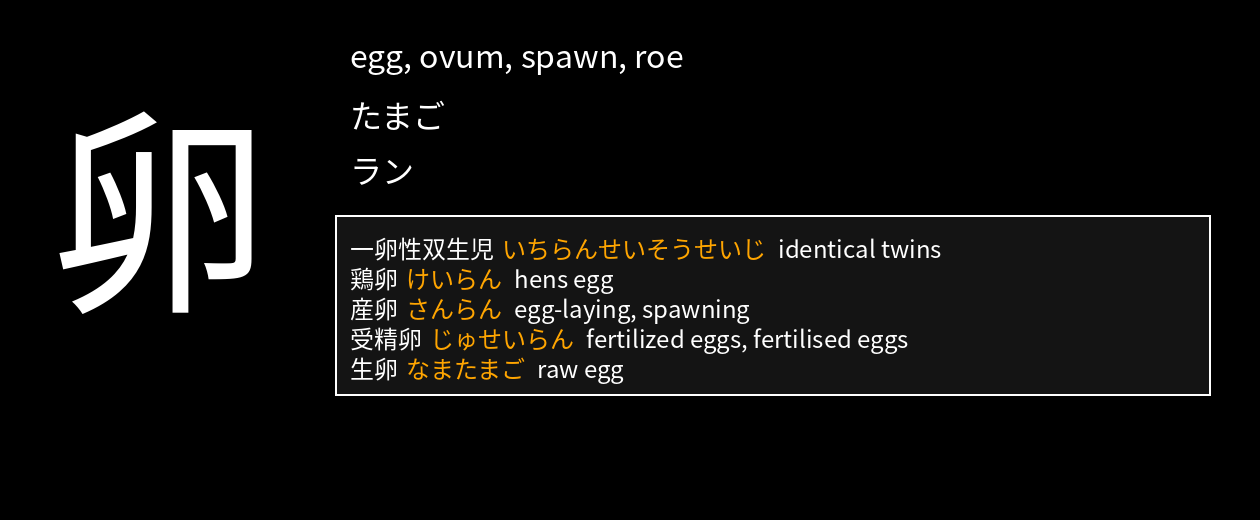 卵
egg, ovum, spawn, roe
たまご
ラン
一卵性双生児 いちらんせいそうせいじ identical twins
鶏卵 けいらん hens egg
産卵 さんらん egg-laying, spawning
受精卵 じゅせいらん fertilized eggs, fertilised eggs
生卵 なまたまご raw egg